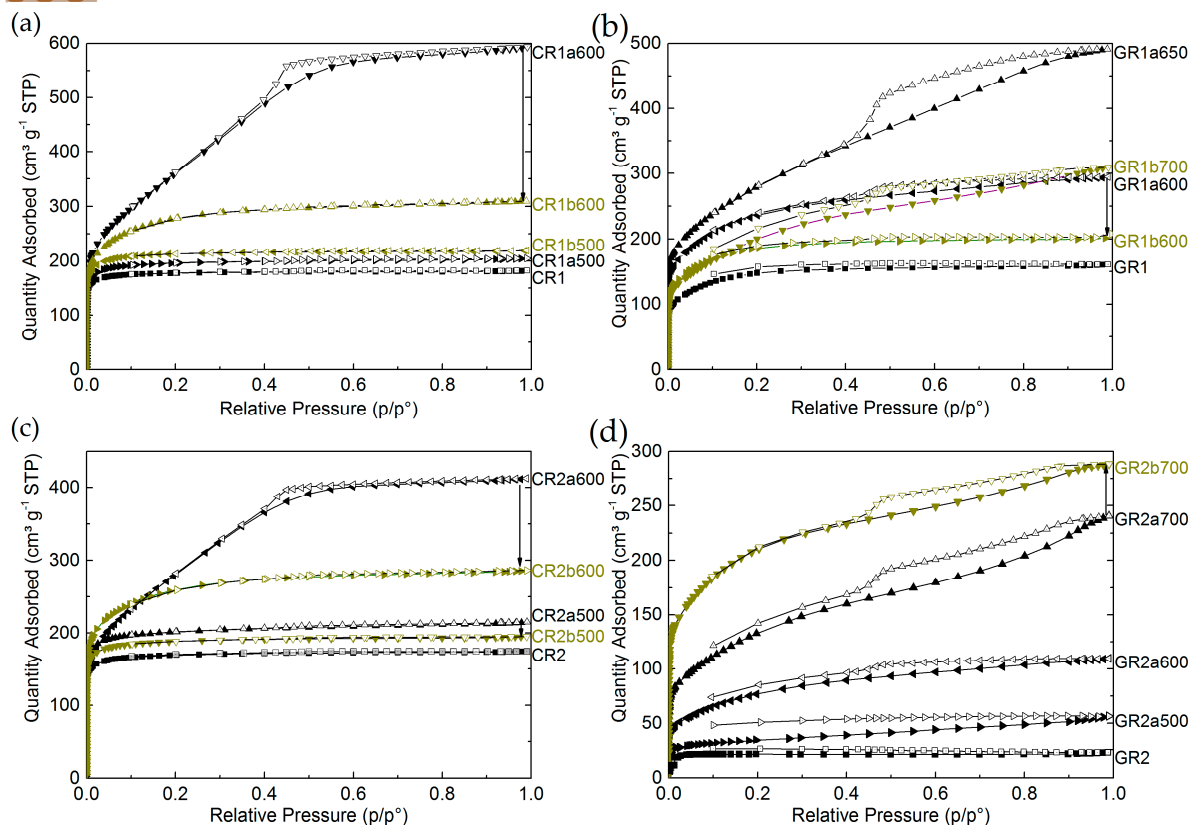 (a)
600
500
400
300
200
100
0
0.0 0.2 0.4 0.6 0.8 1.0
Quantity Adsorbed (cm³ g⁻¹ STP)
Relative Pressure (p/p°)
CR1a600
CR1b600
CR1b500
CR1a500
CR1
(b)
500
400
300
200
100
0
0.0 0.2 0.4 0.6 0.8 1.0
Quantity Adsorbed (cm³ g⁻¹ STP)
Relative Pressure (p/p°)
GR1a650
GR1b700
GR1a600
GR1b600
GR1
(c)
400
300
200
100
0
0.0 0.2 0.4 0.6 0.8 1.0
Quantity Adsorbed (cm³ g⁻¹ STP)
Relative Pressure (p/p°)
CR2a600
CR2b600
CR2a500
CR2b500
CR2
(d)
300
250
200
150
100
50
0
0.0 0.2 0.4 0.6 0.8 1.0
Quantity Adsorbed (cm³ g⁻¹ STP)
Relative Pressure (p/p°)
GR2b700
GR2a700
GR2a600
GR2a500
GR2